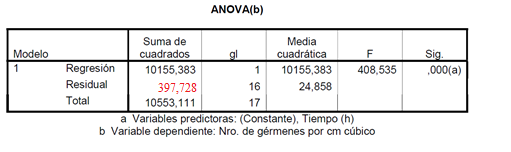 ANOVA(b)
Modelo Suma de cuadrados gl Media cuadrática F Sig.
1 Regresión 10155,383 1 10155,383 408,535 ,000(a)
Residual 397,728 16 24,858
Total 10553,111 17
a Variables predictoras: (Constante), Tiempo (h)
b Variable dependiente: Nro. de gérmenes por cm cúbico